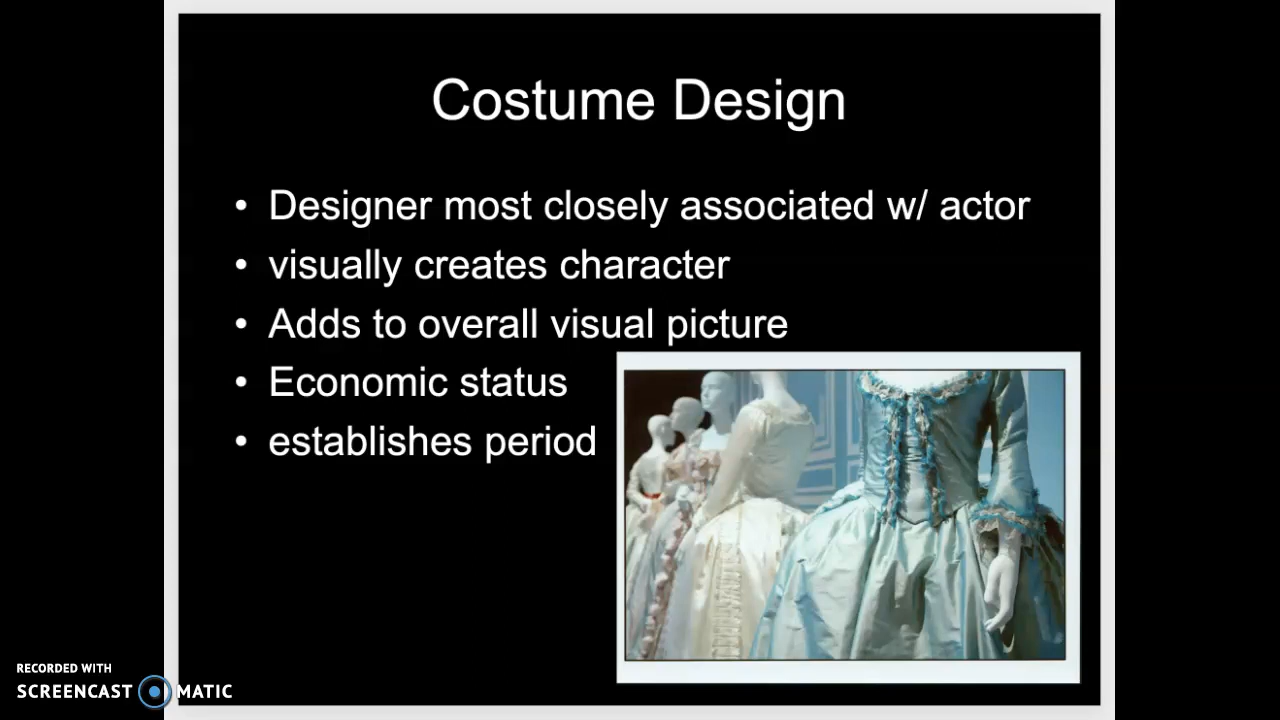 Costume Design
• Designer most closely associated w/ actor
• visually creates character
• Adds to overall visual picture
• Economic status
• establishes period
RECORDED WITH
SCREENCAST MATIC